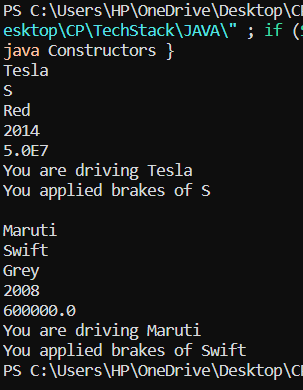 PS C:\Users\HP\OneDrive\Desktop\C
esktop\CP\TechStack\JAVA\" ; if (
java Constructors }
Tesla
S
Red
2014
5.0E7
You are driving Tesla
You applied brakes of S
Maruti
Swift
Grey
2008
600000.0
You are driving Maruti
You applied brakes of Swift
PS C:\Users\HP\OneDrive\Desktop\C